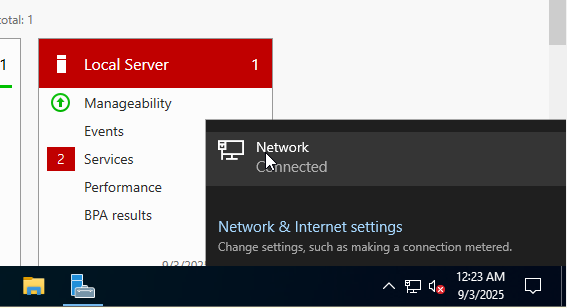 total: 1
1
Local Server 1
Manageability
Events
2 Services
Performance
BPA results
9/3/2025
Network
Connected
Network & Internet settings
Change settings, such as making a connection metered.
12:23 AM
9/3/2025